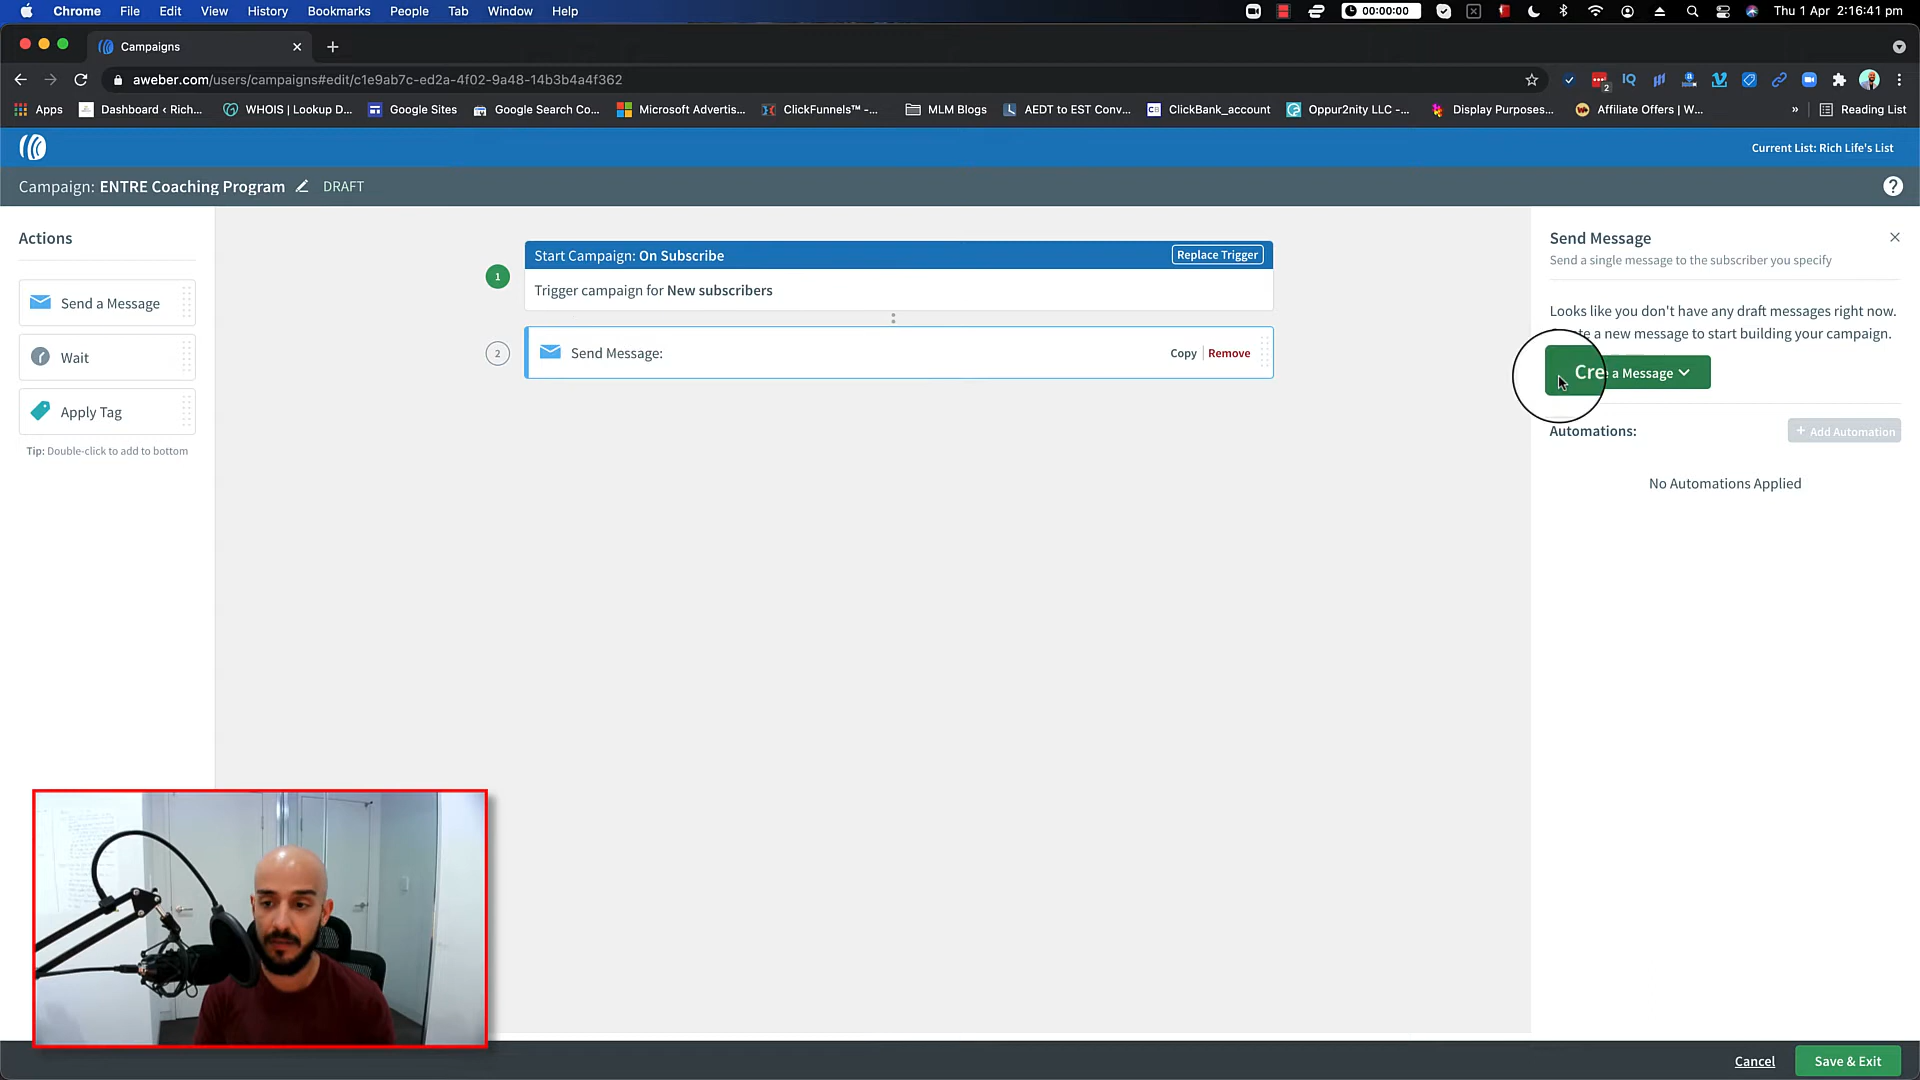 Chrome File Edit View History Bookmarks People Tab Window Help
00:00:00
Thu 1 Apr 2:16:41 pm
Campaigns
aweber.com/users/campaigns#edit/c1e9ab7c-ed2a-4f02-9a48-14b3b4a4f362
2
Apps
Dashboard ‹ Rich...
WHOIS | Lookup D...
Google Sites
Google Search Co...
Microsoft Advertis...
ClickFunnels™ -...
MLM Blogs
AEDT to EST Conv...
ClickBank_account
Oppur2nity LLC -...
Display Purposes...
Affiliate Offers | W...
»
Reading List
Current List: Rich Life's List
Campaign: ENTRE Coaching Program
DRAFT
?
Actions
Send a Message
Wait
Apply Tag
Tip: Double-click to add to bottom
1
Start Campaign: On Subscribe
Replace Trigger
Trigger campaign for New subscribers
2
Send Message:
Copy | Remove
Send Message
Send a single message to the subscriber you specify
Looks like you don't have any draft messages right now.
a new message to start building your campaign.
Cre a Message
Automations:
+ Add Automation
No Automations Applied
Cancel
Save & Exit